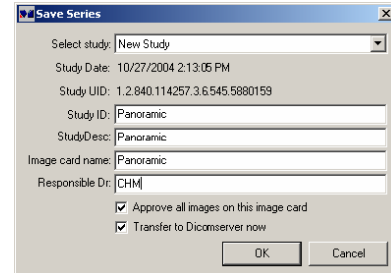 Save Series
Select study: New Study
Study Date: 10/27/2004 2:13:05 PM
Study UID: 1.2.840.114257.3.6.545.5880159
Study ID: Panoramic
StudyDesc: Panoramic
Image card name: Panoramic
Responsible Dr: CHM
Approve all images on this image card
Transfer to Dicomserver now
OK Cancel